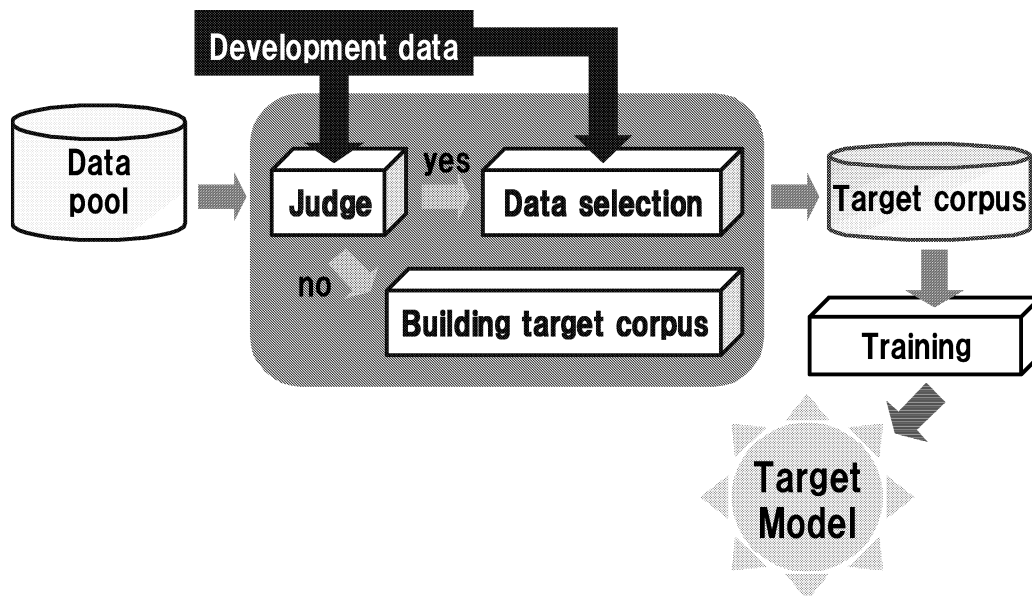 Development data
Data
pool
Judge
yes
Data selection
Target corpus
no
Building target corpus
Training
Target
Model